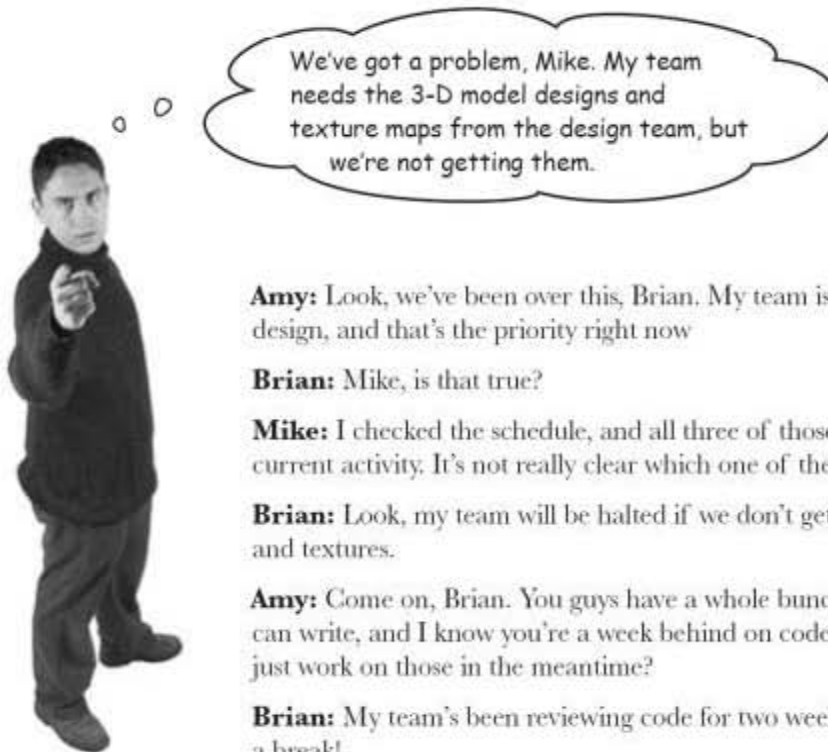 We've got a problem, Mike. My team
needs the 3-D model designs and
texture maps from the design team, but
we're not getting them.
Amy: Look, we've been over this, Brian. My team is
design, and that's the priority right now
Brian: Mike, is that true?
Mike: I checked the schedule, and all three of those
current activity. It's not really clear which one of the
Brian: Look, my team will be halted if we don't get
and textures.
Amy: Come on, Brian. You guys have a whole bunc
can write, and I know you're a week behind on code
just work on those in the meantime?
Brian: My team's been reviewing code for two wee
a break!